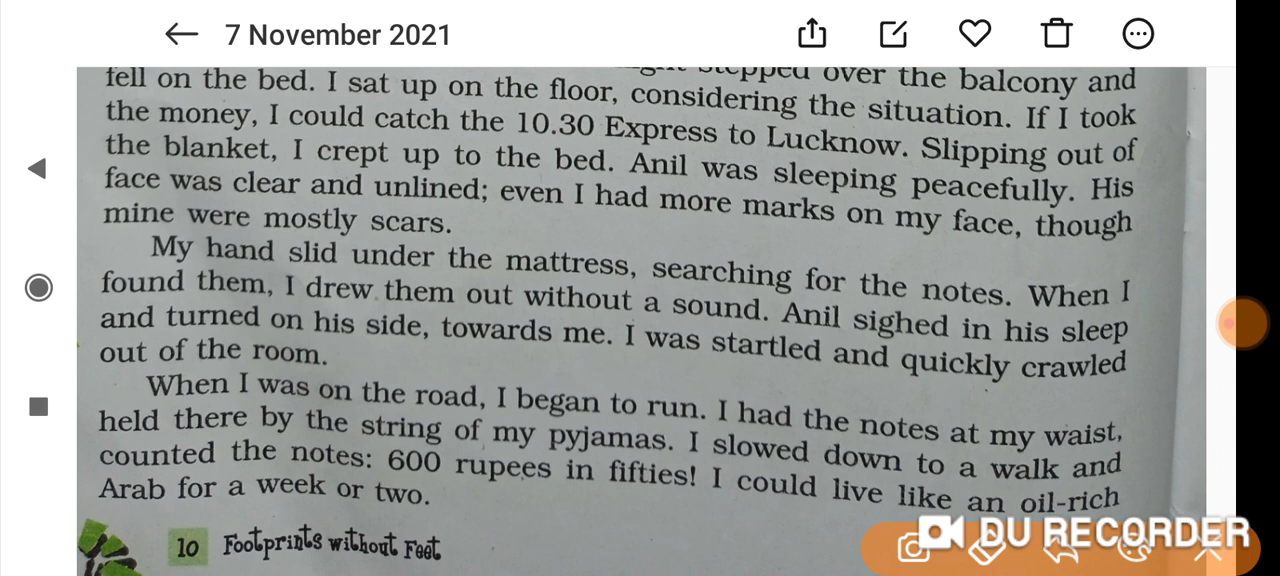 7 November 2021
stepped over the balcony and
fell on the bed. I sat up on the floor, considering the situation. If I took
the money, I could catch the 10.30 Express to Lucknow. Slipping out of
the blanket, I crept up to the bed. Anil was sleeping peacefully. His
face was clear and unlined; even I had more marks on my face, though
mine were mostly scars.
My hand slid under the mattress, searching for the notes. When I
found them, I drew them out without a sound. Anil sighed in his sleep
and turned on his side, towards me. I was startled and quickly crawled
out of the room.
When I was on the road, I began to run. I had the notes at my waist,
held there by the string of my pyjamas. I slowed down to a walk and
counted the notes: 600 rupees in fifties! I could live like an oil-rich
Arab for a week or two.
10 Footprints without Feet
DU RECORDER